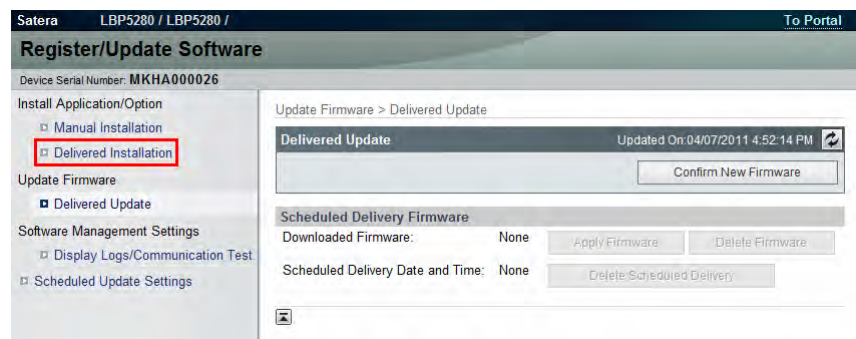 Satera LBP5280 / LBP5280 / To Portal
Register/Update Software
Device Serial Number: MKHA000026
Install Application/Option
Manual Installation
Delivered Installation
Update Firmware
Delivered Update
Software Management Settings
Display Logs/Communication Test
Scheduled Update Settings
Update Firmware > Delivered Update
Delivered Update Updated On:04/07/2011 4:52:14 PM
Confirm New Firmware
Scheduled Delivery Firmware
Downloaded Firmware: None Apply Firmware Delete Firmware
Scheduled Delivery Date and Time: None Delete Scheduled Delivery